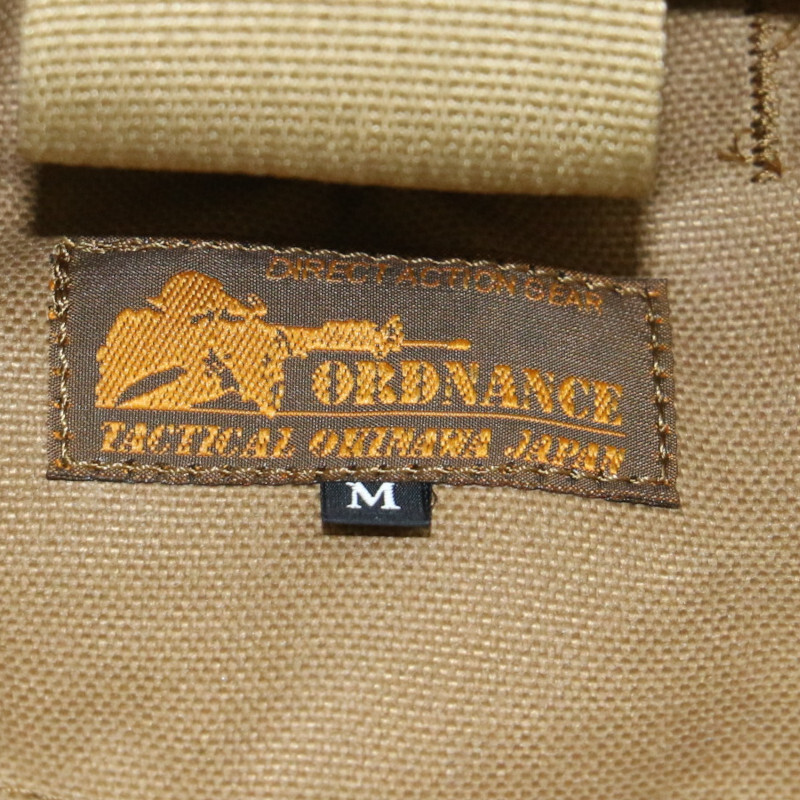 DIRECT ACTION GEAR
ORDNANCE
TACTICAL OKINAWA JAPAN
M